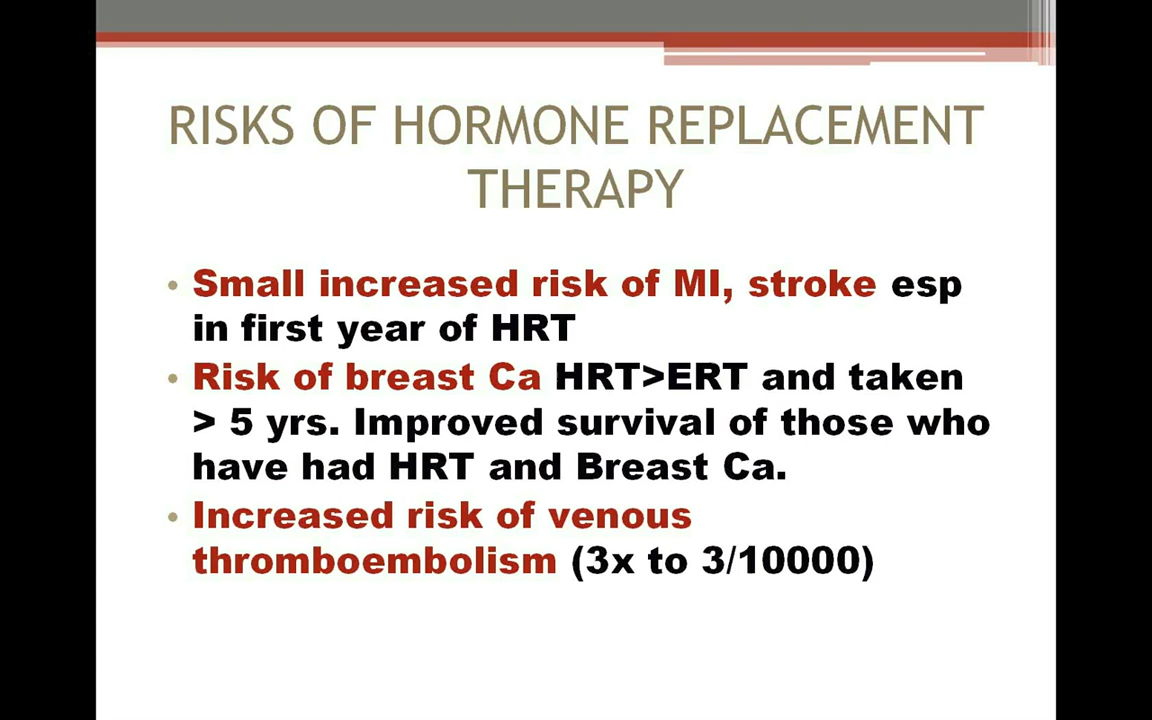 RISKS OF HORMONE REPLACEMENT
THERAPY
• Small increased risk of MI, stroke esp
in first year of HRT
• Risk of breast Ca HRT>ERT and taken
> 5 yrs. Improved survival of those who
have had HRT and Breast Ca.
• Increased risk of venous
thromboembolism (3x to 3/10000)